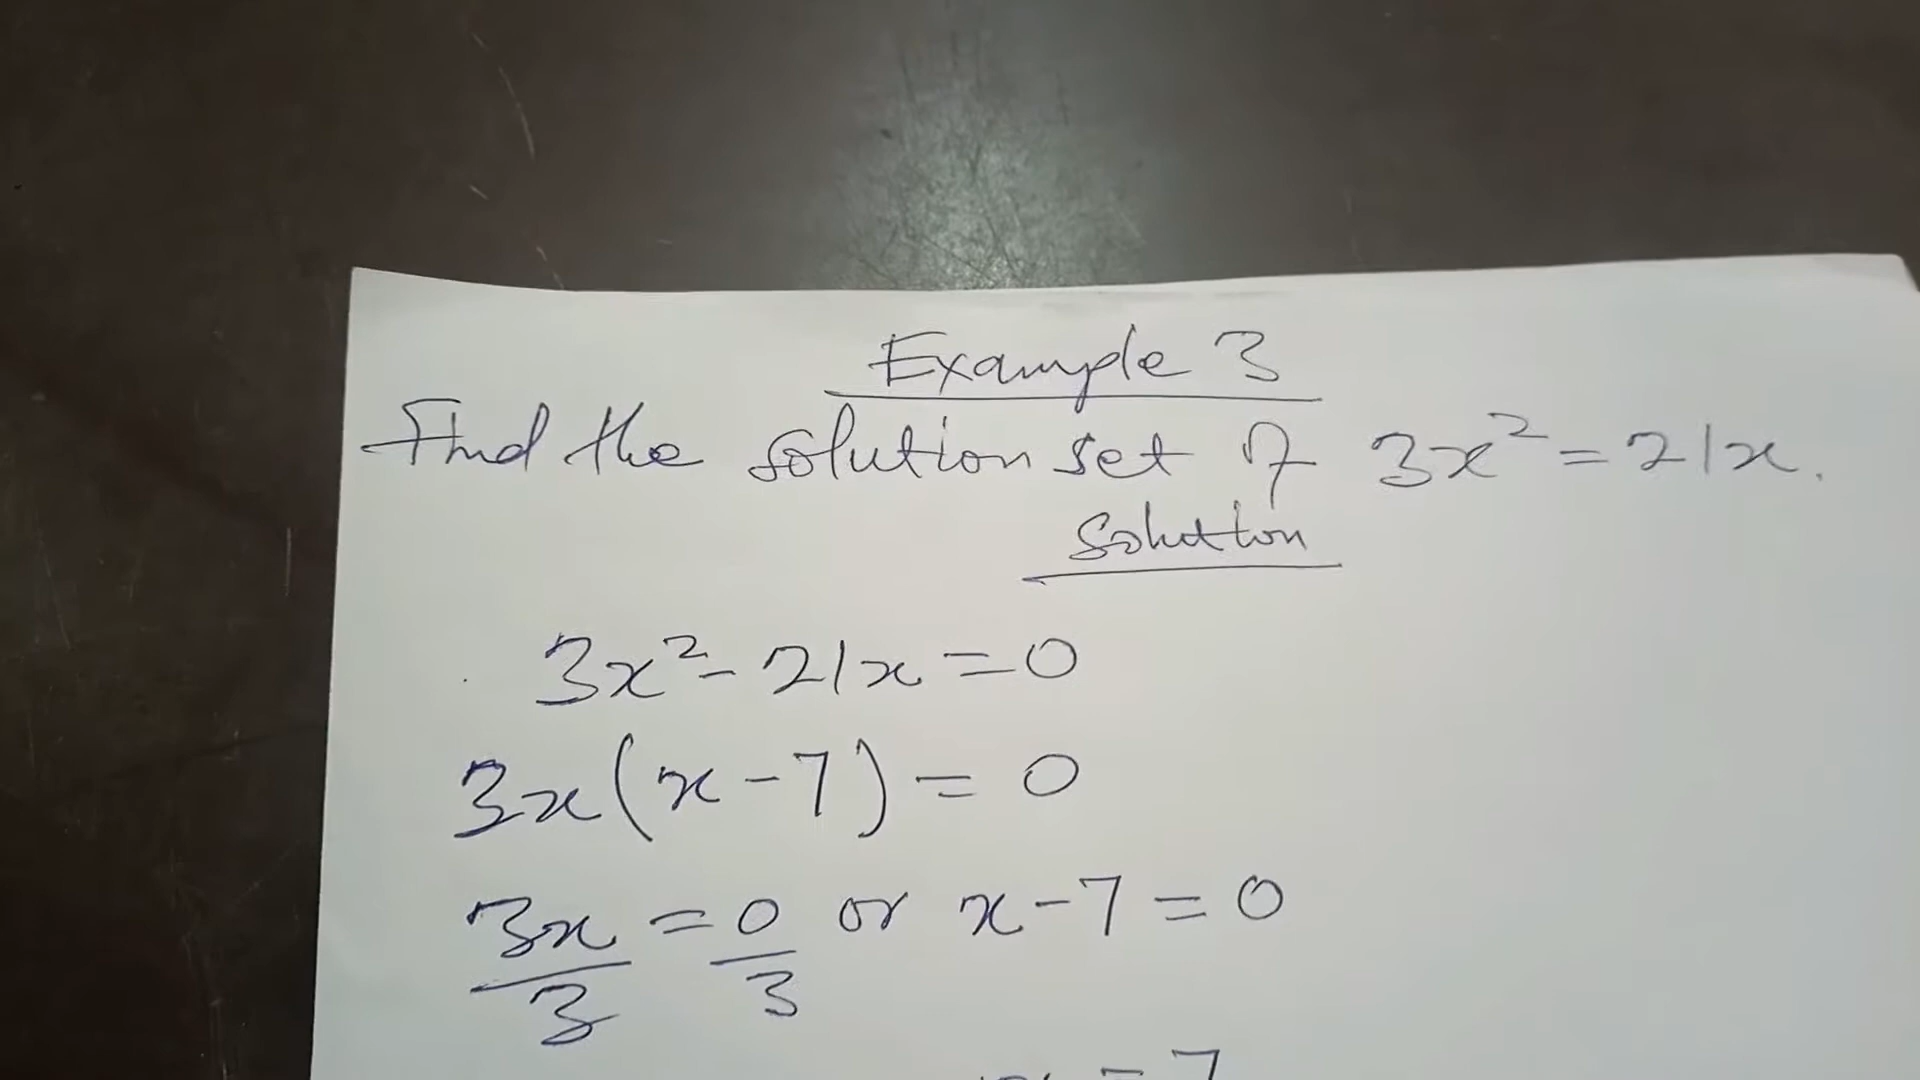 Example 3
Find the solution set of 3x² = 21x.
Solution
3x² - 21x = 0
3x(x - 7) = 0
3x/3 = 0/3 or x - 7 = 0
x = 7